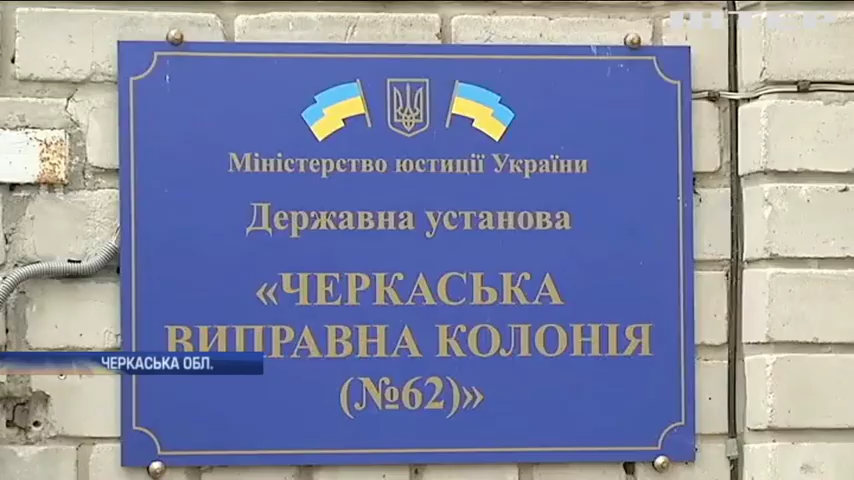 Міністерство юстиції України
Державна установа
«ЧЕРКАСЬКА
ВИПРАВНА КОЛОНІЯ
(№62)»
ЧЕРКАСЬКА ОБЛ.